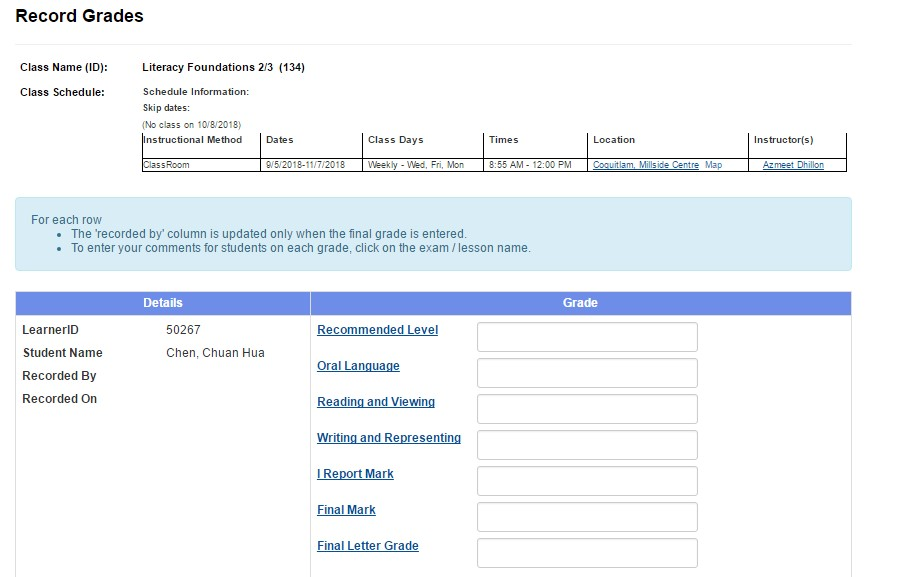 Record Grades
Class Name (ID): Literacy Foundations 2/3 (134)
Class Schedule: Schedule Information:
Skip dates:
(No class on 10/8/2018)
Instructional Method Dates Class Days Times Location Instructor(s)
ClassRoom 9/5/2018-11/7/2018 Weekly - Wed, Fri, Mon 8:55 AM - 12:00 PM Coquitlam, Millside Centre Map Azmeet Dhillon
For each row
• The 'recorded by' column is updated only when the final grade is entered.
• To enter your comments for students on each grade, click on the exam / lesson name.
Details Grade
LearnerID 50267 Recommended Level
Student Name Chen, Chuan Hua Oral Language
Recorded By Reading and Viewing
Recorded On Writing and Representing
I Report Mark
Final Mark
Final Letter Grade